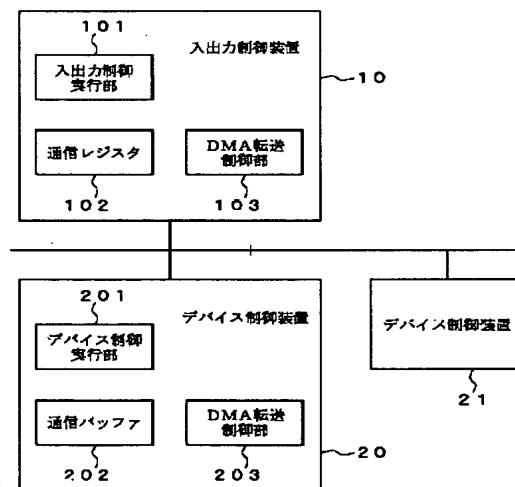 101
入出力制御装置
入出力制御
実行部
10
通信レジスタ
DMA転送
制御部
102
103
201
デバイス制御装置
デバイス制御
実行部
デバイス制御装置
21
通信バッファ
DMA転送
制御部
202
203
20